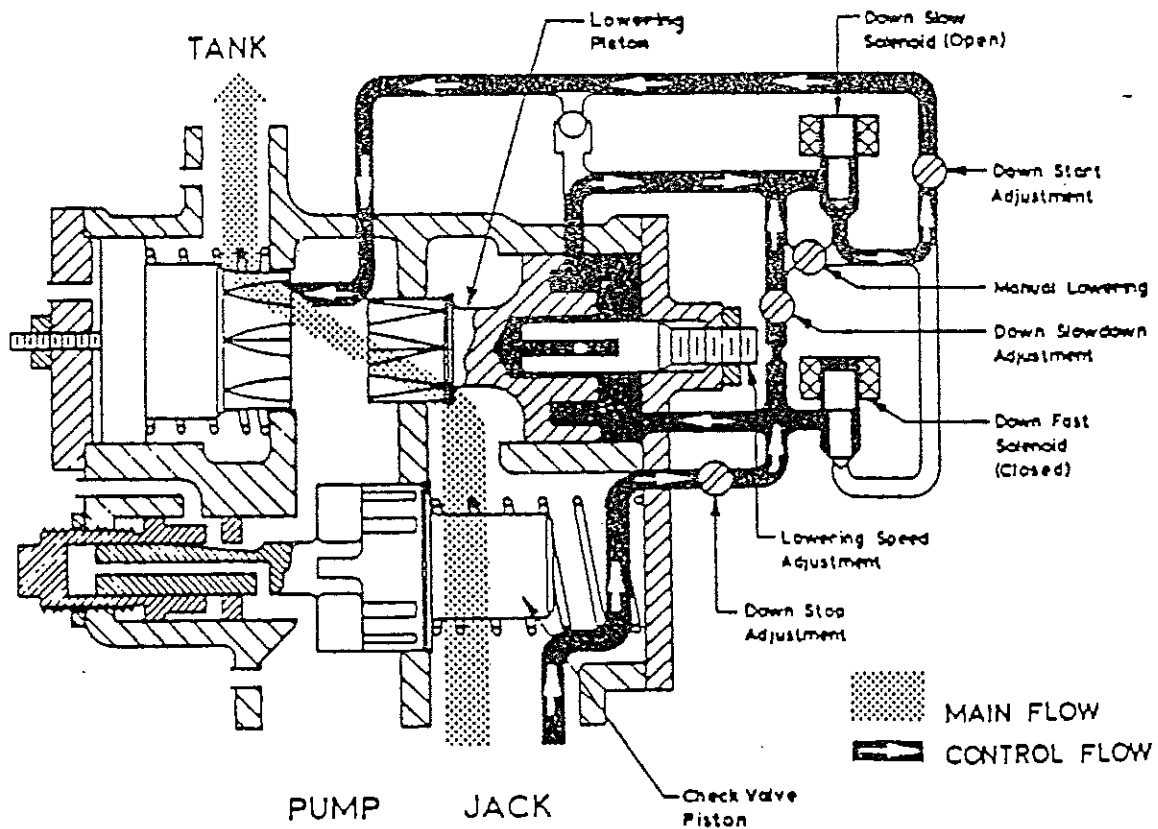 Lowering
Piston
Down Slow
Solenoid (Open)
TANK
Down Start
Adjustment
Manual Lowering
Down Slowdown
Adjustment
Down Fast
Solenoid
(Closed)
Lowering Speed
Adjustment
Down Stop
Adjustment
MAIN FLOW
CONTROL FLOW
PUMP
JACK
Check Valve
Piston